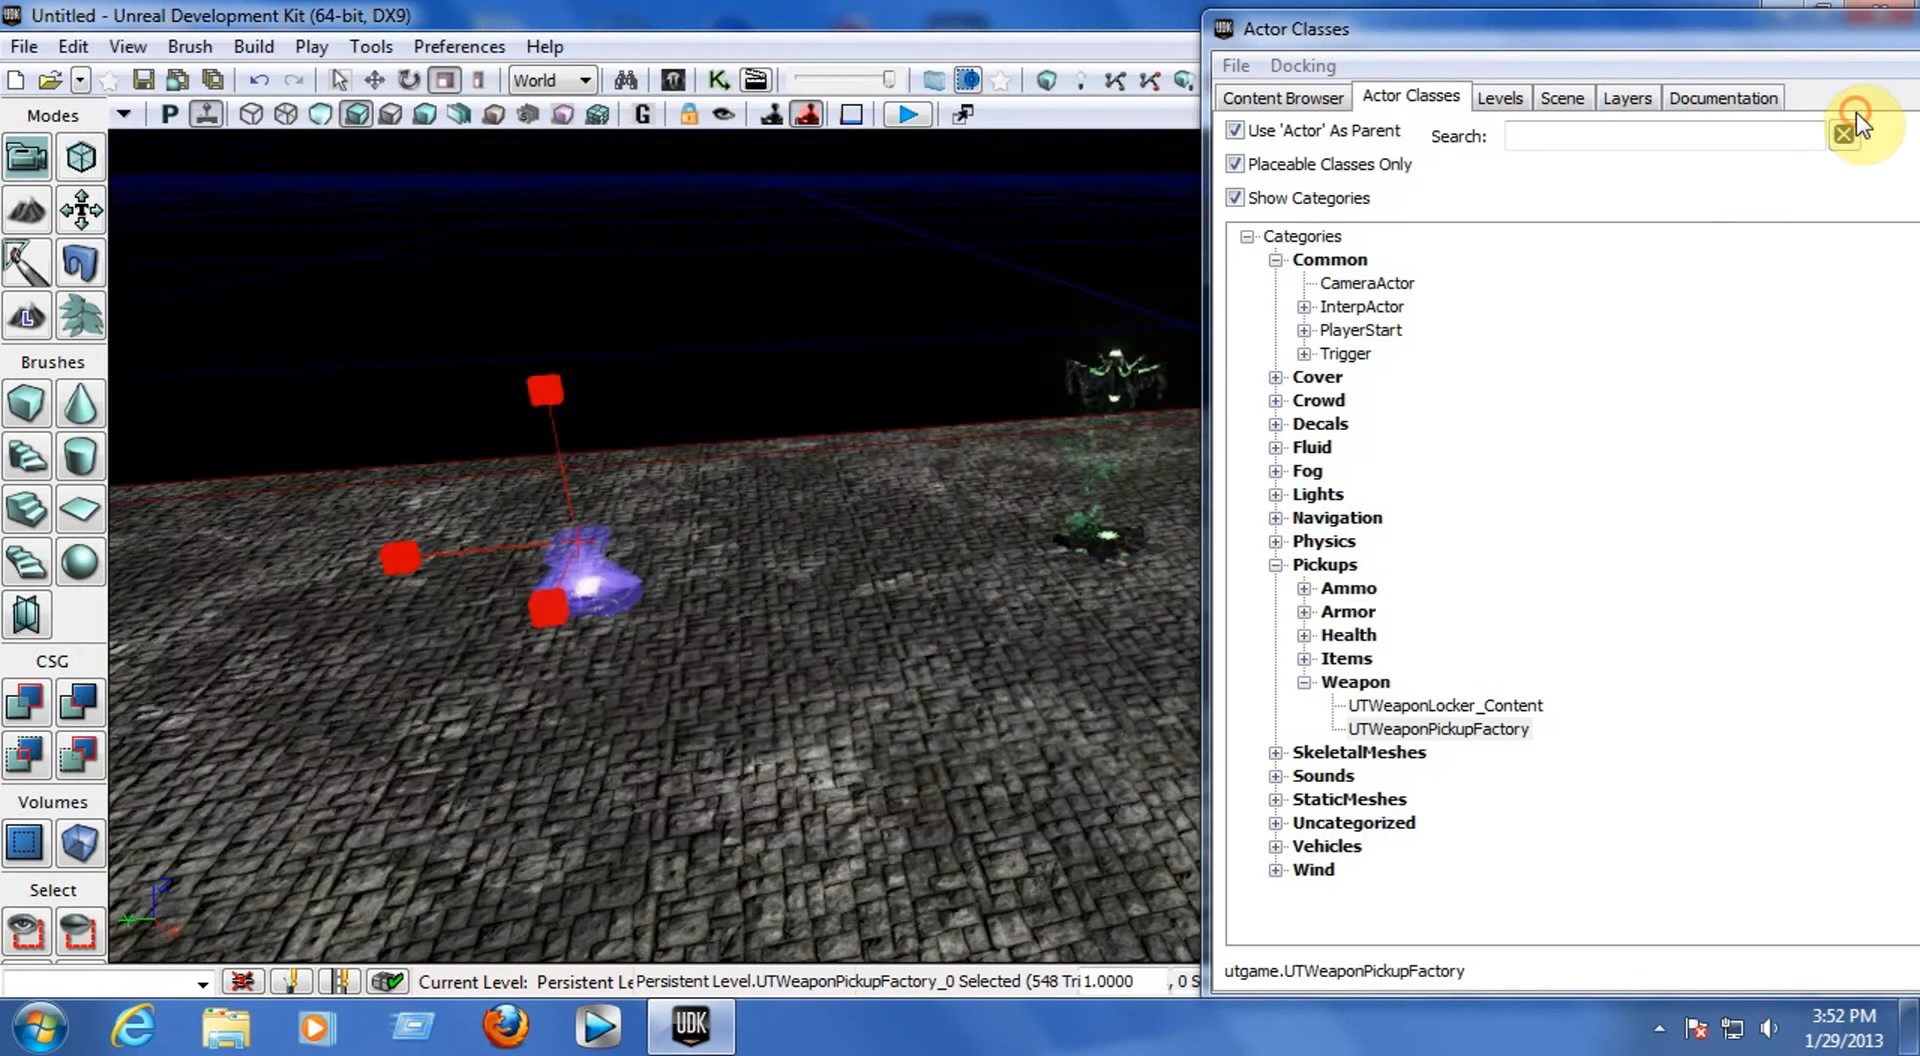 Untitled - Unreal Development Kit (64-bit, DX9)
File Edit View Brush Build Play Tools Preferences Help
World
Modes
P
G
Brushes
CSG
Volumes
Select
L
Current Level: Persistent Le
Persistent Level.UTWeaponPickupFactory_0 Selected (548 Tri
1.0000
, 0 S
UDK
Actor Classes
File Docking
Content Browser Actor Classes Levels Scene Layers Documentation
Use 'Actor' As Parent
Search:
Placeable Classes Only
Show Categories
Categories
Common
CameraActor
InterpActor
PlayerStart
Trigger
Cover
Crowd
Decals
Fluid
Fog
Lights
Navigation
Physics
Pickups
Ammo
Armor
Health
Items
Weapon
UTWeaponLocker_Content
UTWeaponPickupFactory
SkeletalMeshes
Sounds
StaticMeshes
Uncategorized
Vehicles
Wind
utgame.UTWeaponPickupFactory
UDK
3:52 PM
1/29/2013